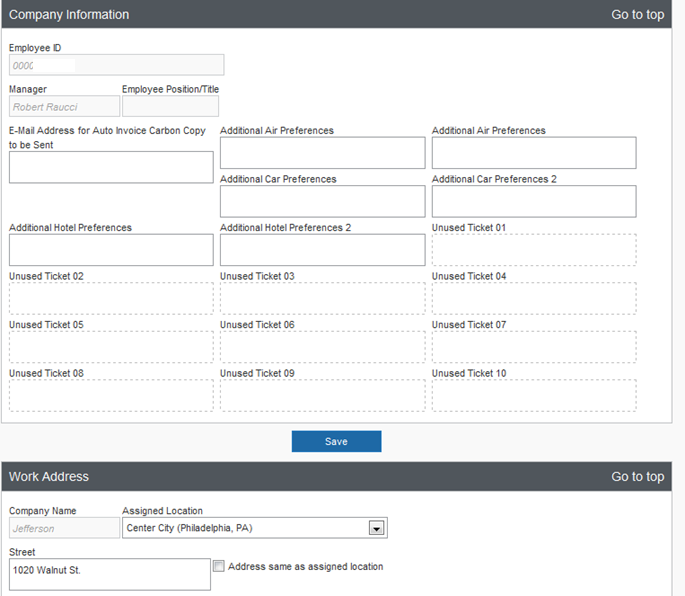 Company Information Go to top
Employee ID
0000
Manager Employee Position/Title
Robert Raucci
E-Mail Address for Auto Invoice Carbon Copy Additional Air Preferences Additional Air Preferences
to be Sent
Additional Car Preferences Additional Car Preferences 2
Additional Hotel Preferences Additional Hotel Preferences 2 Unused Ticket 01
Unused Ticket 02 Unused Ticket 03 Unused Ticket 04
Unused Ticket 05 Unused Ticket 06 Unused Ticket 07
Unused Ticket 08 Unused Ticket 09 Unused Ticket 10
Save
Work Address Go to top
Company Name Assigned Location
Jefferson Center City (Philadelphia, PA)
Street
1020 Walnut St. Address same as assigned location